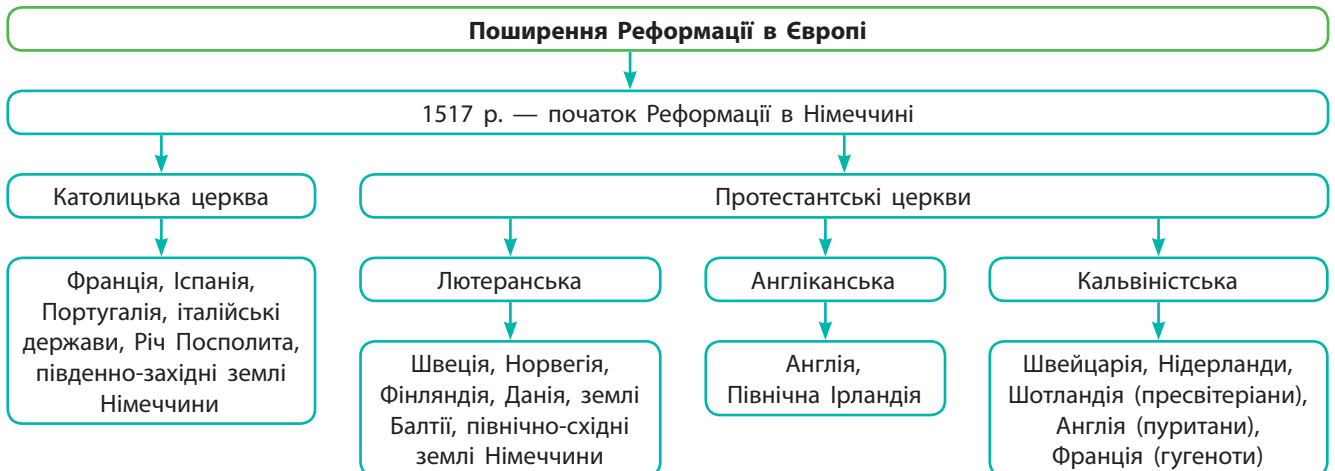 Поширення Реформації в Європі
1517 р. — початок Реформації в Німеччині
Католицька церква
Протестантські церкви
Франція, Іспанія,
Португалія, італійські
держави, Річ Посполита,
південно-західні землі
Німеччини
Лютеранська
Англіканська
Кальвіністська
Швеція, Норвегія,
Фінляндія, Данія, землі
Балтії, північно-східні
землі Німеччини
Англія,
Північна Ірландія
Швейцарія, Нідерланди,
Шотландія (пресвітеріани),
Англія (пуритани),
Франція (гугеноти)